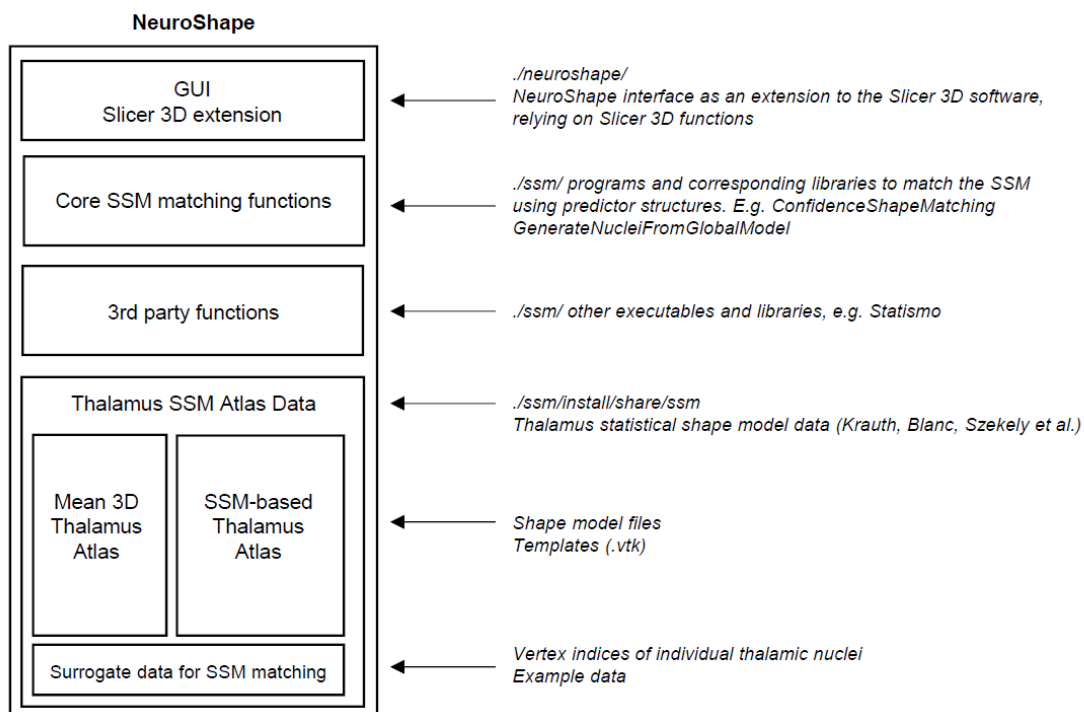 NeuroShape
GUI
Slicer 3D extension
./neuroshape/
NeuroShape interface as an extension to the Slicer 3D software,
relying on Slicer 3D functions
Core SSM matching functions
./ssm/ programs and corresponding libraries to match the SSM
using predictor structures. E.g. ConfidenceShapeMatching
GenerateNucleiFromGlobalModel
3rd party functions
./ssm/ other executables and libraries, e.g. Statismo
Thalamus SSM Atlas Data
./ssm/install/share/ssm
Thalamus statistical shape model data (Krauth, Blanc, Szekely et al.)
Mean 3D
Thalamus
Atlas
SSM-based
Thalamus
Atlas
Shape model files
Templates (.vtk)
Surrogate data for SSM matching
Vertex indices of individual thalamic nuclei
Example data